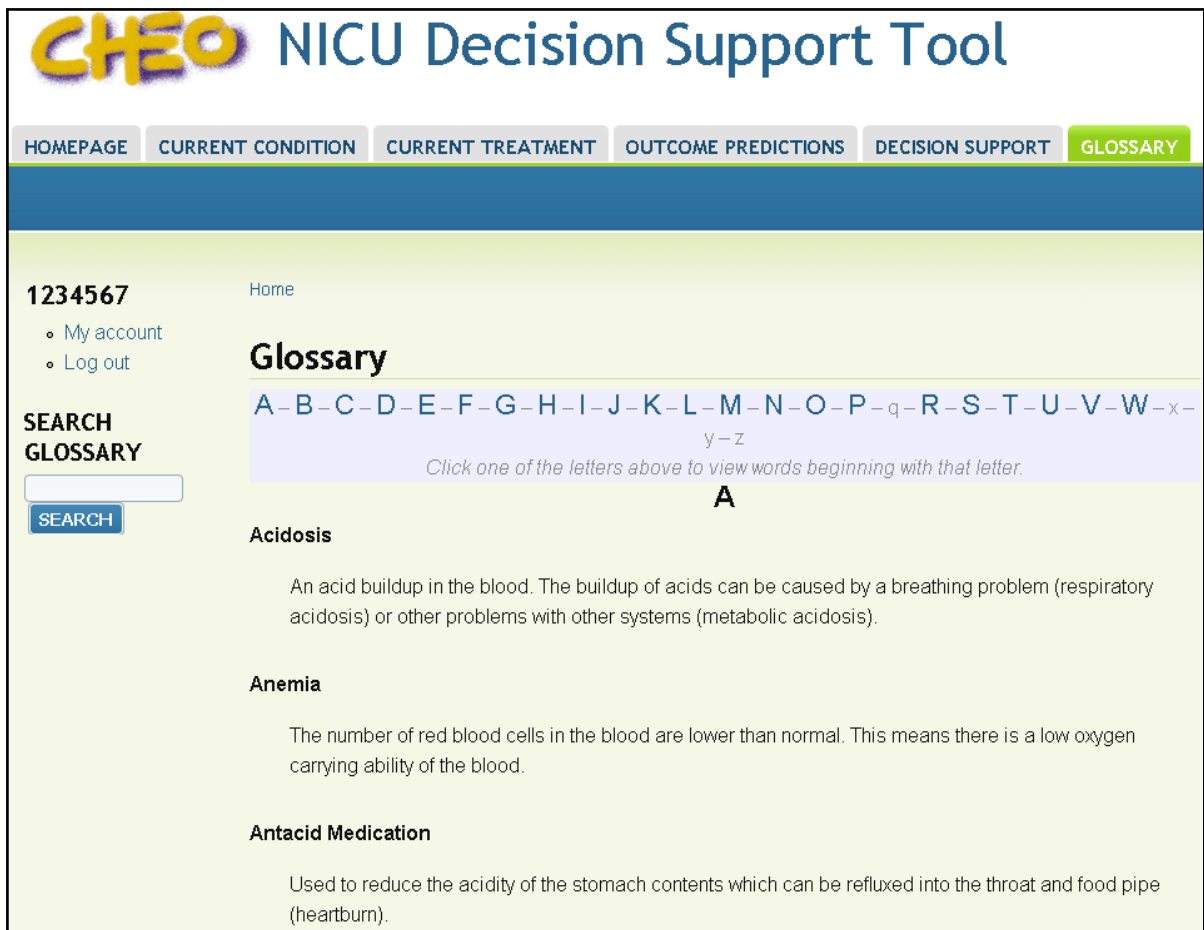 CHEO NICU Decision Support Tool
HOMEPAGE CURRENT CONDITION CURRENT TREATMENT OUTCOME PREDICTIONS DECISION SUPPORT GLOSSARY
1234567
My account
Log out
SEARCH
GLOSSARY
SEARCH
Home
Glossary
A – B – C – D – E – F – G – H – I – J – K – L – M – N – O – P – q – R – S – T – U – V – W – x –
y – z
Click one of the letters above to view words beginning with that letter.
A
Acidosis
An acid buildup in the blood. The buildup of acids can be caused by a breathing problem (respiratory
acidosis) or other problems with other systems (metabolic acidosis).
Anemia
The number of red blood cells in the blood are lower than normal. This means there is a low oxygen
carrying ability of the blood.
Antacid Medication
Used to reduce the acidity of the stomach contents which can be refluxed into the throat and food pipe
(heartburn).